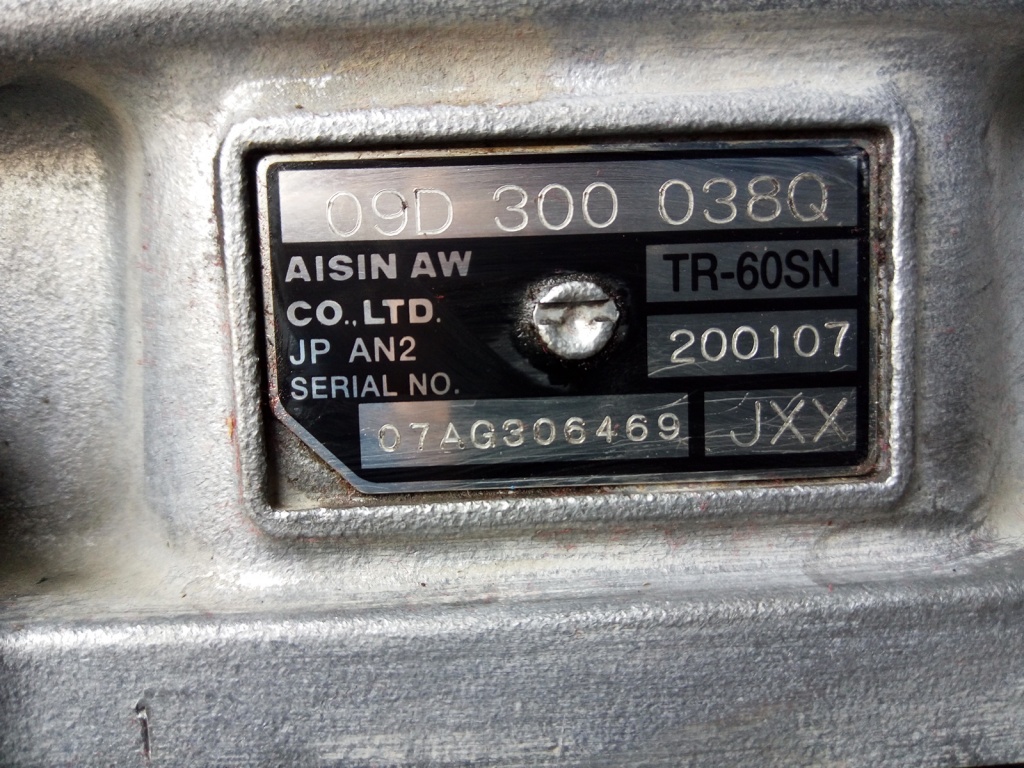 09D 300 038Q
AISIN AW
CO.,LTD.
JP AN2
SERIAL NO.
TR-60SN
200107
07AG306469
JXX